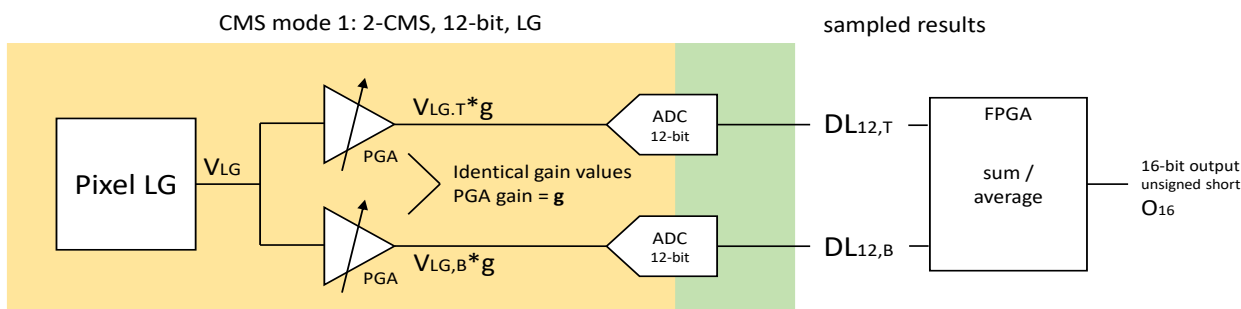 CMS mode 1: 2-CMS, 12-bit, LG
sampled results
Pixel LG
VLG
VLG.T*g
PGA
Identical gain values
PGA gain = g
VLG,B*g
PGA
ADC
12-bit
ADC
12-bit
DL12,T
DL12,B
FPGA
sum /
average
16-bit output
unsigned short
O16